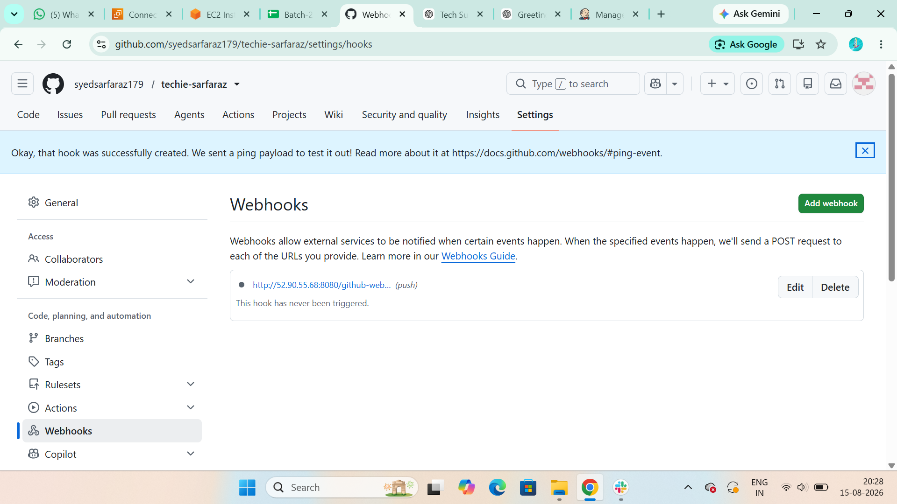 (5) Wha
Connec
EC2 Ins
Batch-2
Webho
Tech Su
Greetin
Manage
Ask Gemini
github.com/syedsarfaraz179/techie-sarfaraz/settings/hooks
Ask Google
syedsarfaraz179 / techie-sarfaraz
Type / to search
Code Issues Pull requests Agents Actions Projects Wiki Security and quality Insights Settings
Okay, that hook was successfully created. We sent a ping payload to test it out! Read more about it at https://docs.github.com/webhooks/#ping-event.
General
Access
Collaborators
Moderation
Code, planning, and automation
Branches
Tags
Rulesets
Actions
Webhooks
Copilot
Webhooks
Add webhook
Webhooks allow external services to be notified when certain events happen. When the specified events happen, we'll send a POST request to
each of the URLs you provide. Learn more in our Webhooks Guide.
http://52.90.55.68:8080/github-web... (push)
Edit Delete
This hook has never been triggered.
Search
ENG
IN
20:28
15-08-2026